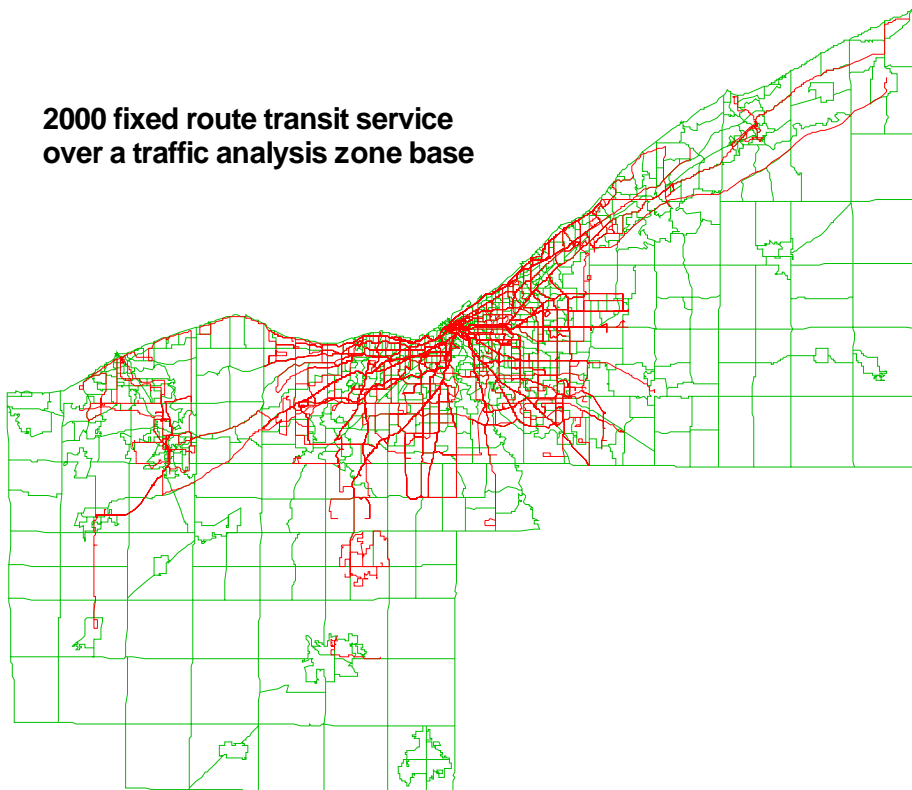 2000 fixed route transit service
over a traffic analysis zone base